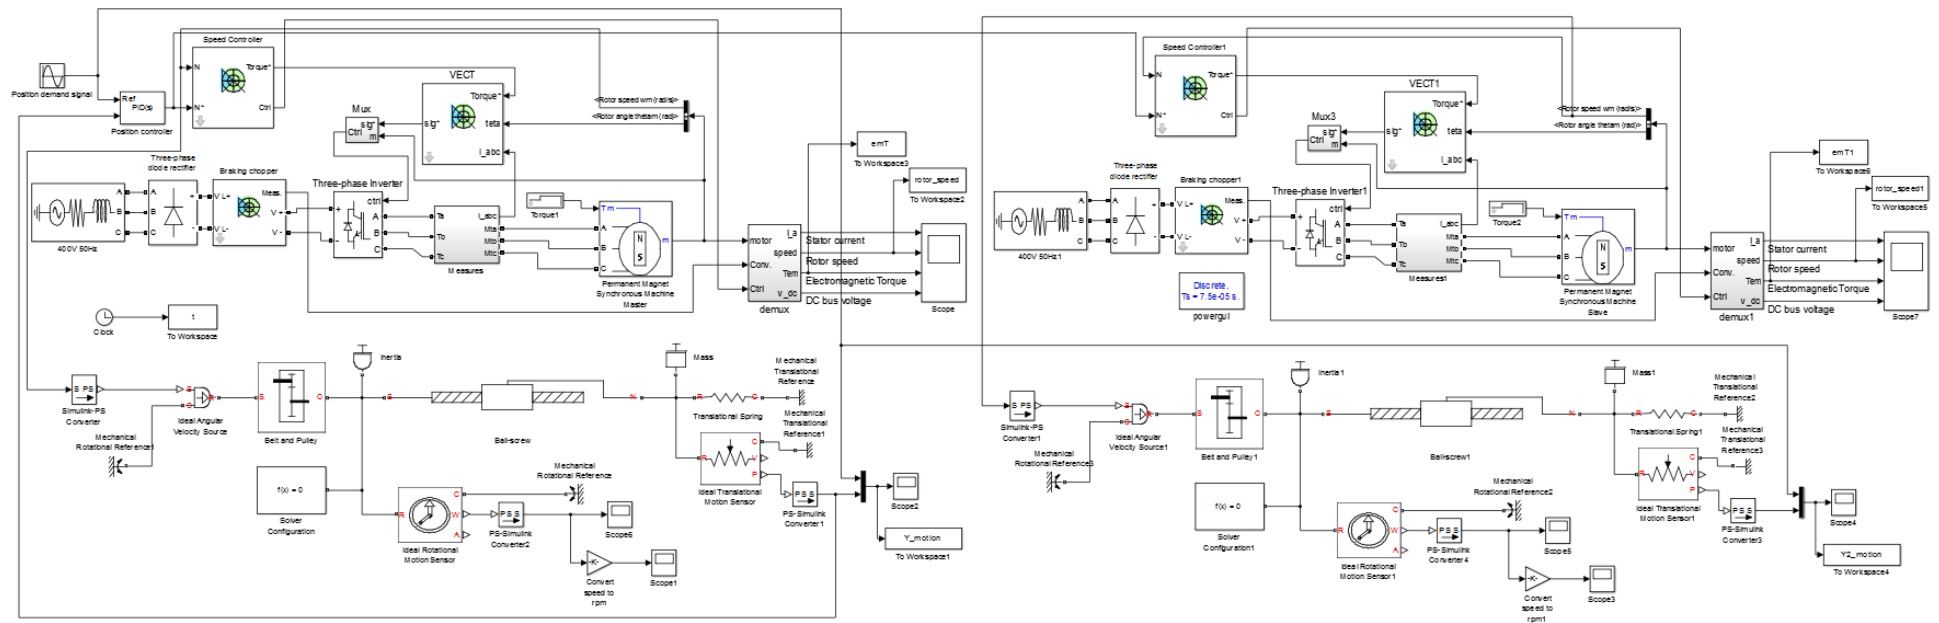 Speed Controller
N
Torque*
N*
Ctrl
Position demand signal
Ref
PID(s)
Position controller
VECT
Torque*
sig*
teta
I_abc
Mux
sig*
Ctrl
m
<Rotor speed wm (rad/s)>
<Rotor angle thetam (rad)>
emT
To Workspace3
rotor_speed
To Workspace2
Three-phase
diode rectifier
Braking chopper
V L+
Meas.
V +
V L-
V -
A
B
C
A
B
C
+
-
400V 50Hz
Three-phase Inverter
ctrl
+
-
A
B
C
Ta
Tb
Tc
I_abc
Mta
Mtb
Mtc
Measures
Torque1
Tm
A
B
C
N
S
m
Permanent Magnet
Synchronous Machine
Master
motor
Conv.
Ctrl
I_a
speed
Tem
v_dc
demux
Stator current
Rotor speed
Electromagnetic Torque
DC bus voltage
Scope
Clock
t
To Workspace
S PS
Simulink-PS
Converter
S
C
R
Ideal Angular
Velocity Source
Mechanical
Rotational Reference1
S
O
Belt and Pulley
Inertia
S
N
Ball-screw
Mass
R
C
Translational Spring
Mechanical
Translational
Reference
Mechanical
Translational
Reference1
R
C
V
P
Ideal Translational
Motion Sensor
PS S
PS-Simulink
Converter1
Scope2
Y_motion
To Workspace1
f(x) = 0
Solver
Configuration
R
C
W
A
Ideal Rotational
Motion Sensor
Mechanical
Rotational Reference
PS S
PS-Simulink
Converter2
Scope6
-K-
Convert
speed to
rpm
Scope1
Speed Controller1
N
Torque*
N*
Ctrl
VECT1
Torque*
sig*
teta
I_abc
Mux3
sig*
Ctrl
m
<Rotor speed wm (rad/s)>
<Rotor angle thetam (rad)>
emT1
To Workspace6
rotor_speed1
To Workspace5
Three-phase
diode rectifier
Braking chopper1
V L+
Meas.
V +
V L-
V -
A
B
C
A
B
C
+
-
400V 50Hz1
Three-phase Inverter1
ctrl
+
-
A
B
C
Ta
Tb
Tc
I_abc
Mta
Mtb
Mtc
Measures1
Torque2
Tm
A
B
C
N
S
m
Permanent Magnet
Synchronous Machine
Slave
motor
Conv.
Ctrl
I_a
speed
Tem
v_dc
demux1
Stator current
Rotor speed
Electromagnetic Torque
DC bus voltage
Scope7
Discrete,
Ts = 7.5e-05 s.
powergui
S PS
Simulink-PS
Converter1
S
C
R
Ideal Angular
Velocity Source1
Mechanical
Rotational Reference3
S
O
Belt and Pulley1
Inertia1
S
N
Ball-screw1
Mass1
R
C
Translational Spring1
Mechanical
Translational
Reference2
Mechanical
Translational
Reference3
R
C
V
P
Ideal Translational
Motion Sensor1
PS S
PS-Simulink
Converter3
Scope4
Y2_motion
To Workspace4
f(x) = 0
Solver
Configuration1
R
C
W
A
Ideal Rotational
Motion Sensor1
Mechanical
Rotational Reference2
PS S
PS-Simulink
Converter4
Scope5
-K-
Convert
speed to
rpm1
Scope3